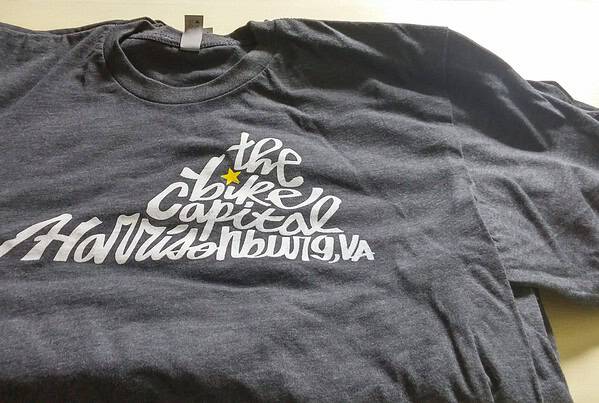 the
bike
Capital
Harrisonburg, VA